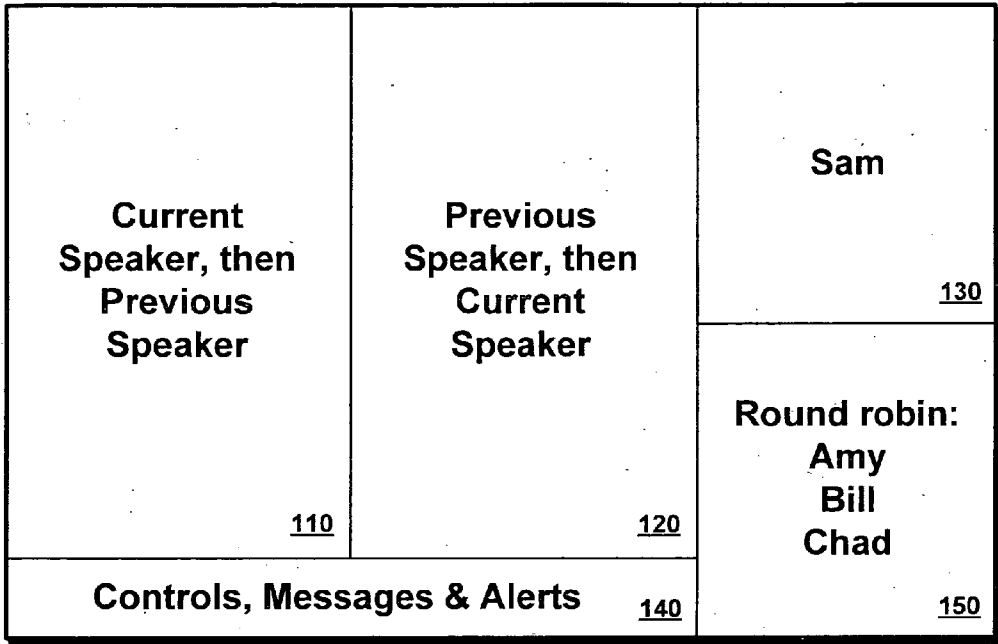 Current
Speaker, then
Previous
Speaker
110
Previous
Speaker, then
Current
Speaker
120
Sam
130
Controls, Messages & Alerts
140
Round robin:
Amy
Bill
Chad
150